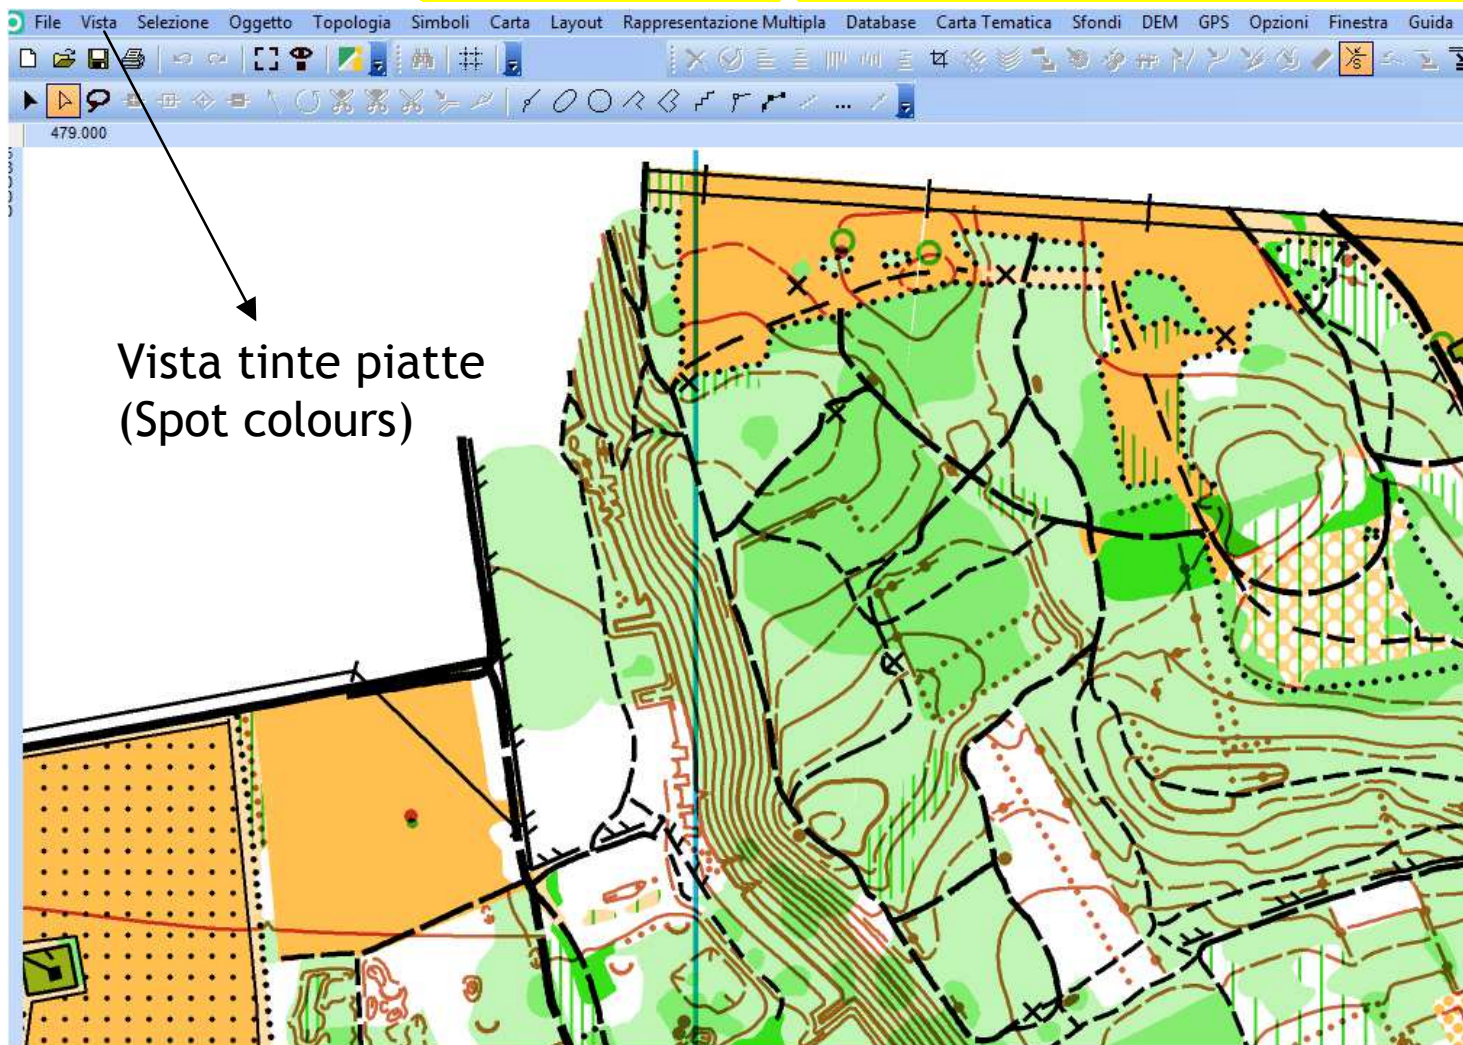 File Vista Selezione Oggetto Topologia Simboli Carta Layout Rappresentazione Multipla Database Carta Tematica Sfondi DEM GPS Opzioni Finestra Guida
479.000
Vista tinte piatte
(Spot colours)